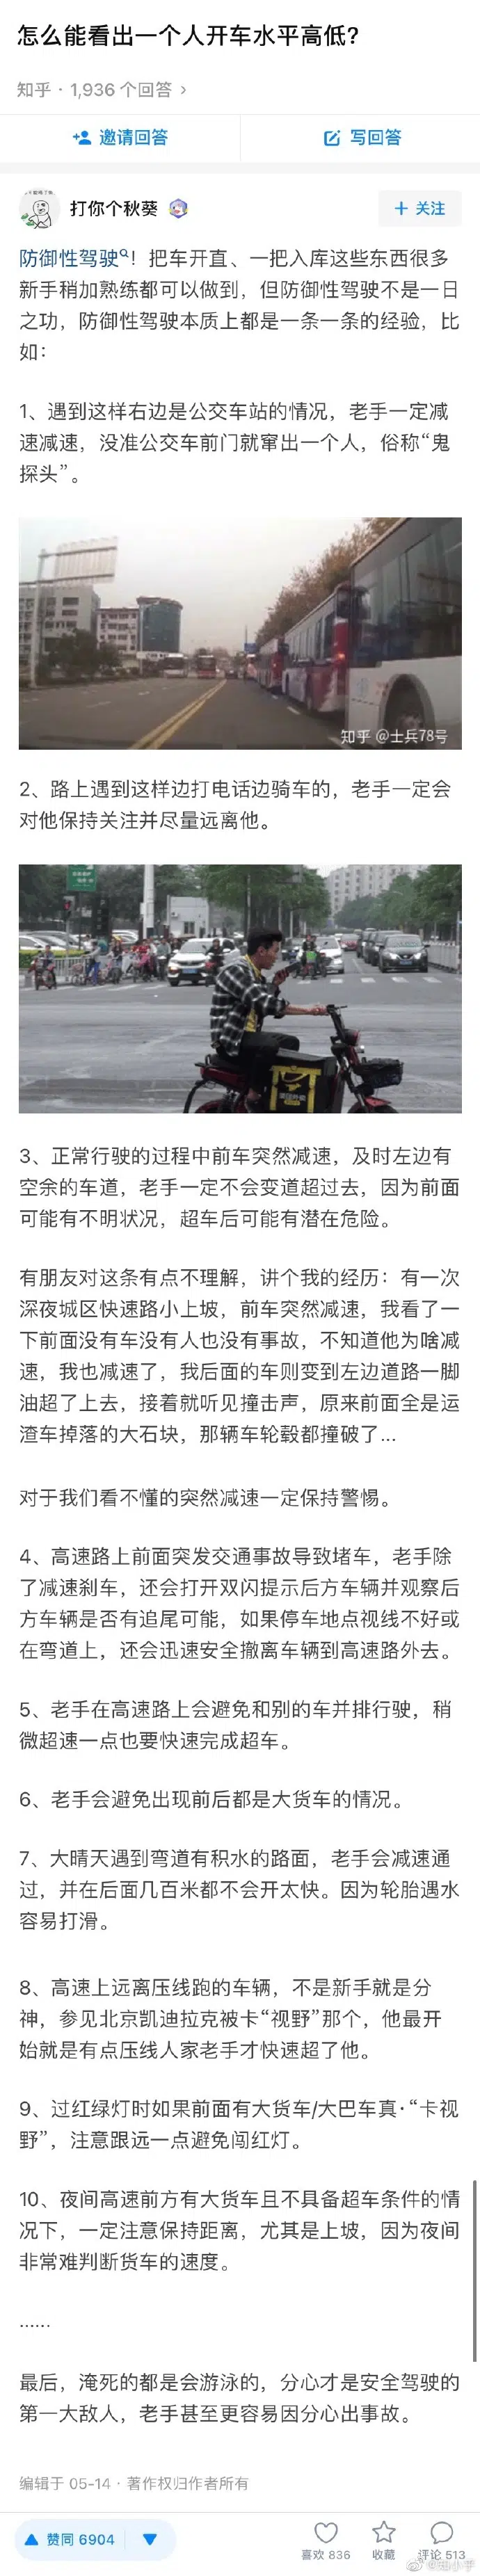 怎么能看出一个人开车水平高低?
知乎 · 1,936 个回答 >
邀请回答
写回答
打你个秋葵
+ 关注
防御性驾驶！把车开直、一把入库这些东西很多
新手稍加熟练都可以做到，但防御性驾驶不是一日
之功，防御性驾驶本质上都是一条一条的经验，比
如：
1、遇到这样右边是公交车站的情况，老手一定减
速减速，没准公交车前门就窜出一个人，俗称“鬼
探头”。
知乎 @士兵78号
2、路上遇到这样边打电话边骑车的，老手一定会
对他保持关注并尽量远离他。
3、正常行驶的过程中前车突然减速，及时左边有
空余的车道，老手一定不会变道超过去，因为前面
可能有不明状况，超车后可能有潜在危险。
有朋友对这条有点不理解，讲个我的经历：有一次
深夜城区快速路小上坡，前车突然减速，我看了一
下前面没有车没有人也没有事故，不知道他为啥减
速，我也减速了，我后面的车则变到左边道路一脚
油超了上去，接着就听见撞击声，原来前面全是运
渣车掉落的大石块，那辆车轮毂都撞破了...
对于我们看不懂的突然减速一定保持警惕。
4、高速路上前面突发交通事故导致堵车，老手除
了减速刹车，还会打开双闪提示后方车辆并观察后
方车辆是否有追尾可能，如果停车地点视线不好或
在弯道上，还会迅速安全撤离车辆到高速路外去。
5、老手在高速路上会避免和别的车并排行驶，稍
微超速一点也要快速完成超车。
6、老手会避免出现前后都是大货车的情况。
7、大晴天遇到弯道有积水的路面，老手会减速通
过，并在后面几百米都不会开太快。因为轮胎遇水
容易打滑。
8、高速上远离压线跑的车辆，不是新手就是分
神，参见北京凯迪拉克被卡“视野”那个，他最开
始就是有点压线人家老手才快速超了他。
9、过红绿灯时如果前面有大货车/大巴车真·“卡视
野”，注意跟远一点避免闯红灯。
10、夜间高速前方有大货车且不具备超车条件的情
况下，一定注意保持距离，尤其是上坡，因为夜间
非常难判断货车的速度。
......
最后，淹死的都是会游泳的，分心才是安全驾驶的
第一大敌人，老手甚至更容易因分心出事故。
编辑于 05-14 · 著作权归作者所有
赞同 6904
喜欢 836
收藏
评论 513